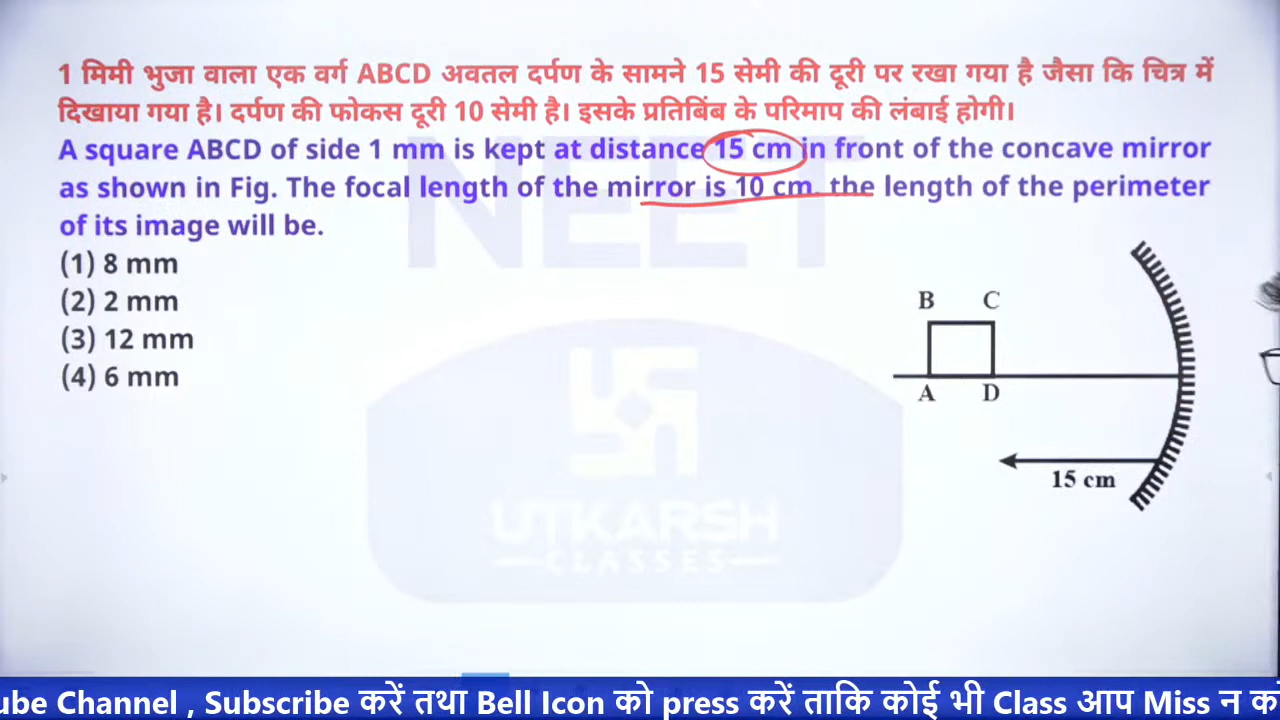 1 मिमी भुजा वाला एक वर्ग ABCD अवतल दर्पण के सामने 15 सेमी की दूरी पर रखा गया है जैसा कि चित्र में
दिखाया गया है। दर्पण की फोकस दूरी 10 सेमी है। इसके प्रतिबिंब के परिमाप की लंबाई होगी।
A square ABCD of side 1 mm is kept at distance 15 cm in front of the concave mirror
as shown in Fig. The focal length of the mirror is 10 cm, the length of the perimeter
of its image will be.
(1) 8 mm
(2) 2 mm
(3) 12 mm
(4) 6 mm
B C
A D
15 cm
NEET
UTKARSH
CLASSES
ube Channel , Subscribe करें तथा Bell Icon को press करें ताकि कोई भी Class आप Miss न क